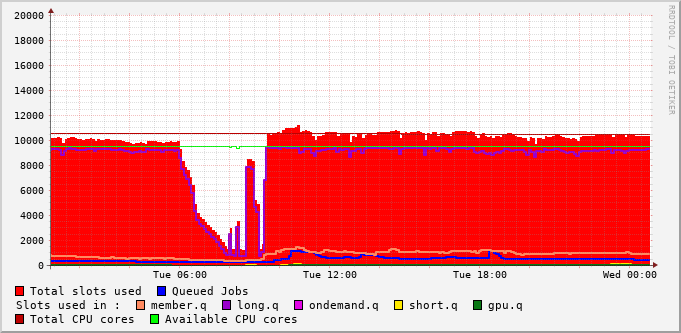 RRDTOOL / TOBI OETIKER
20000
18000
16000
14000
12000
10000
8000
6000
4000
2000
0
Tue 06:00 Tue 12:00 Tue 18:00 Wed 00:00
Total slots used Queued Jobs
Slots used in : member.q long.q ondemand.q short.q gpu.q
Total CPU cores Available CPU cores